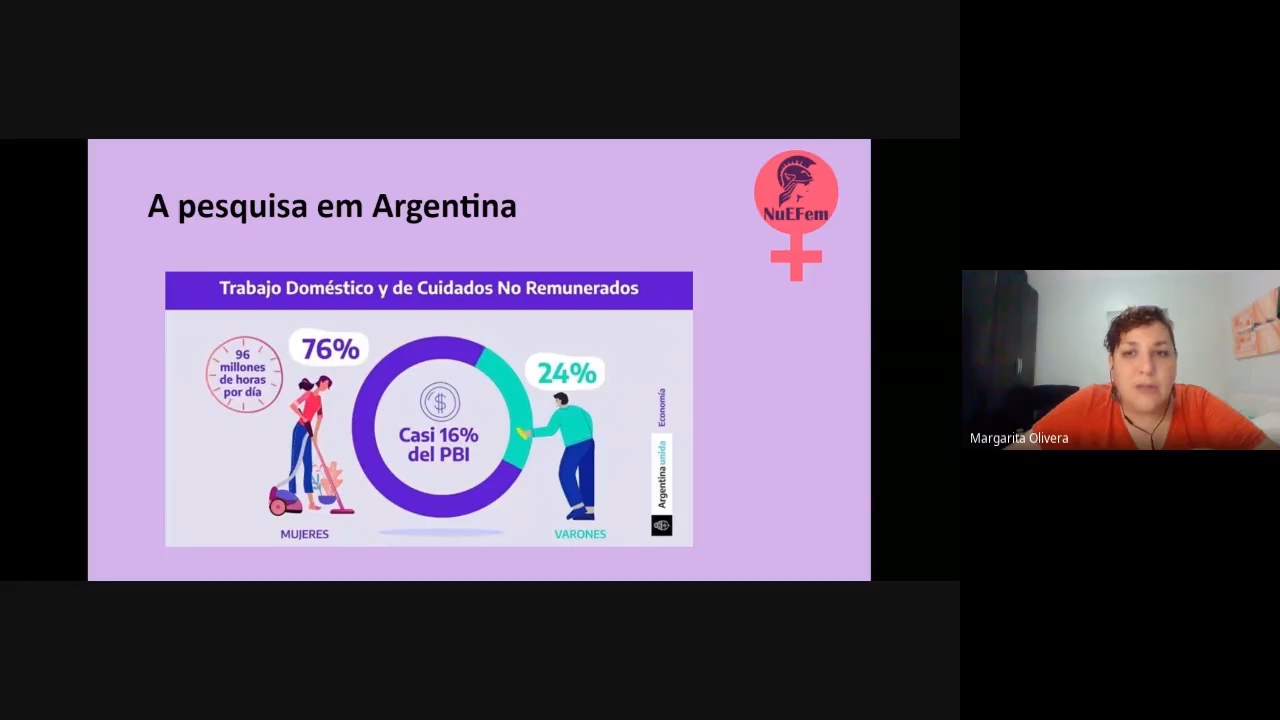 A pesquisa em Argentina
NuEFem
Trabajo Doméstico y de Cuidados No Remunerados
96
millones
de horas
por día
76%
24%
Casi 16%
del PBI
MUJERES
VARONES
Economía
Argentina unida
Margarita Olivera